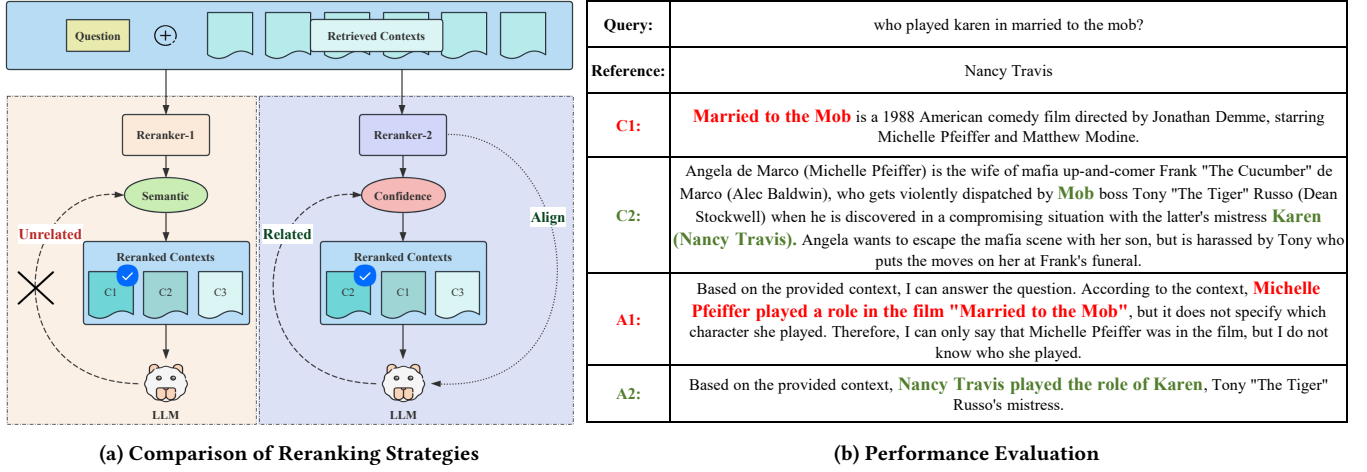 Question
Retrieved Contexts
Reranker-1
Semantic
Unrelated
Reranked Contexts
C1
C2
C3
LLM
Reranker-2
Confidence
Related
Align
Reranked Contexts
C2
C1
C3
LLM
(a) Comparison of Reranking Strategies
Query:
who played karen in married to the mob?
Reference:
Nancy Travis
C1:
Married to the Mob is a 1988 American comedy film directed by Jonathan Demme, starring
Michelle Pfeiffer and Matthew Modine.
C2:
Angela de Marco (Michelle Pfeiffer) is the wife of mafia up-and-comer Frank "The Cucumber" de
Marco (Alec Baldwin), who gets violently dispatched by Mob boss Tony "The Tiger" Russo (Dean
Stockwell) when he is discovered in a compromising situation with the latter's mistress Karen
(Nancy Travis). Angela wants to escape the mafia scene with her son, but is harassed by Tony who
puts the moves on her at Frank's funeral.
A1:
Based on the provided context, I can answer the question. According to the context, Michelle
Pfeiffer played a role in the film "Married to the Mob", but it does not specify which
character she played. Therefore, I can only say that Michelle Pfeiffer was in the film, but I do not
know who she played.
A2:
Based on the provided context, Nancy Travis played the role of Karen, Tony "The Tiger"
Russo's mistress.
(b) Performance Evaluation